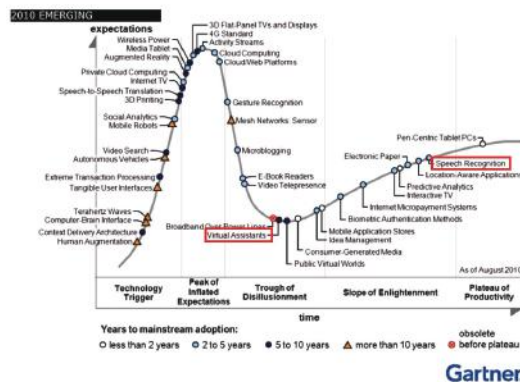 2010 EMERGING
expectations
3D Flat-Panel TVs and Displays
4G Standard
Activity Streams
Wireless Power
Media Tablet
Augmented Reality
Cloud Computing
Cloud/Web Platforms
Private Cloud Computing
Internet TV
Speech-to-Speech Translation
3D Printing
Gesture Recognition
Social Analytics
Mobile Robots
Mesh Networks: Sensor
Pen-Centric Tablet PCs
Video Search
Autonomous Vehicles
Microblogging
Electronic Paper
Speech Recognition
Location-Aware Applications
Extreme Transaction Processing
Tangible User Interfaces
E-Book Readers
Video Telepresence
Predictive Analytics
Interactive TV
Internet Micropayment Systems
Terahertz Waves
Computer-Brain Interface
Context Delivery Architecture
Human Augmentation
Broadband Over Power Lines
Virtual Assistants
Biometric Authentication Methods
Mobile Application Stores
Idea Management
Consumer-Generated Media
Public Virtual Worlds
As of August 2010
Technology
Trigger
Peak of
Inflated
Expectations
Trough of
Disillusionment
Slope of Enlightenment
Plateau of
Productivity
time
Years to mainstream adoption:
less than 2 years
2 to 5 years
5 to 10 years
more than 10 years
obsolete
before plateau
Gartner